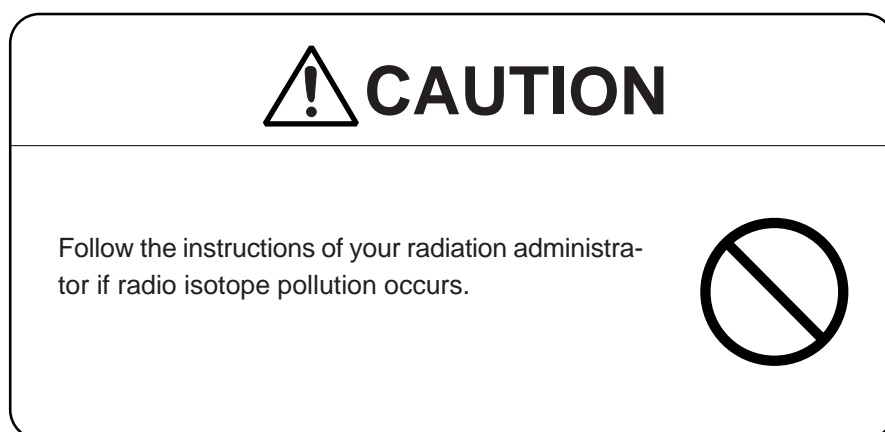 CAUTION
Follow the instructions of your radiation administra-
tor if radio isotope pollution occurs.